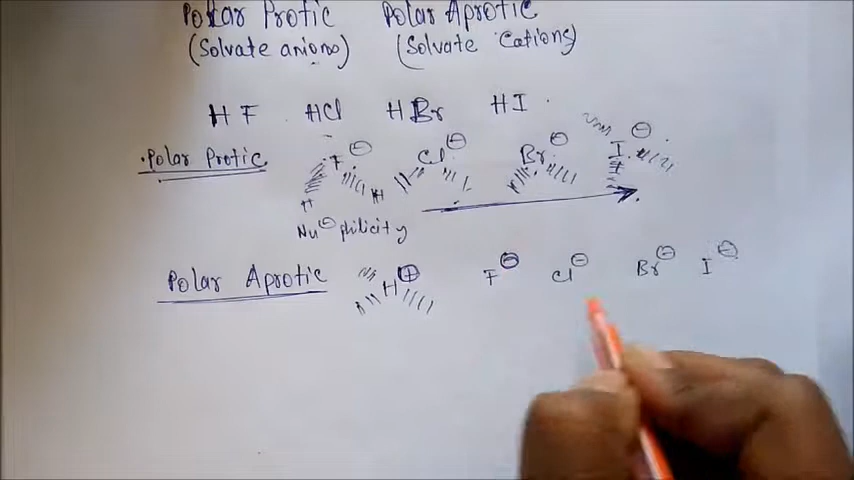 Polar Protic Polar Aprotic
(Solvate anions) (Solvate Cations)
HF HCl HBr HI
Polar Protic F⊖ Cl⊖ Br⊖ I⊖
H H H
Nu⊖philicity
Polar Aprotic H⊕ F⊖ Cl⊖ Br⊖ I⊖